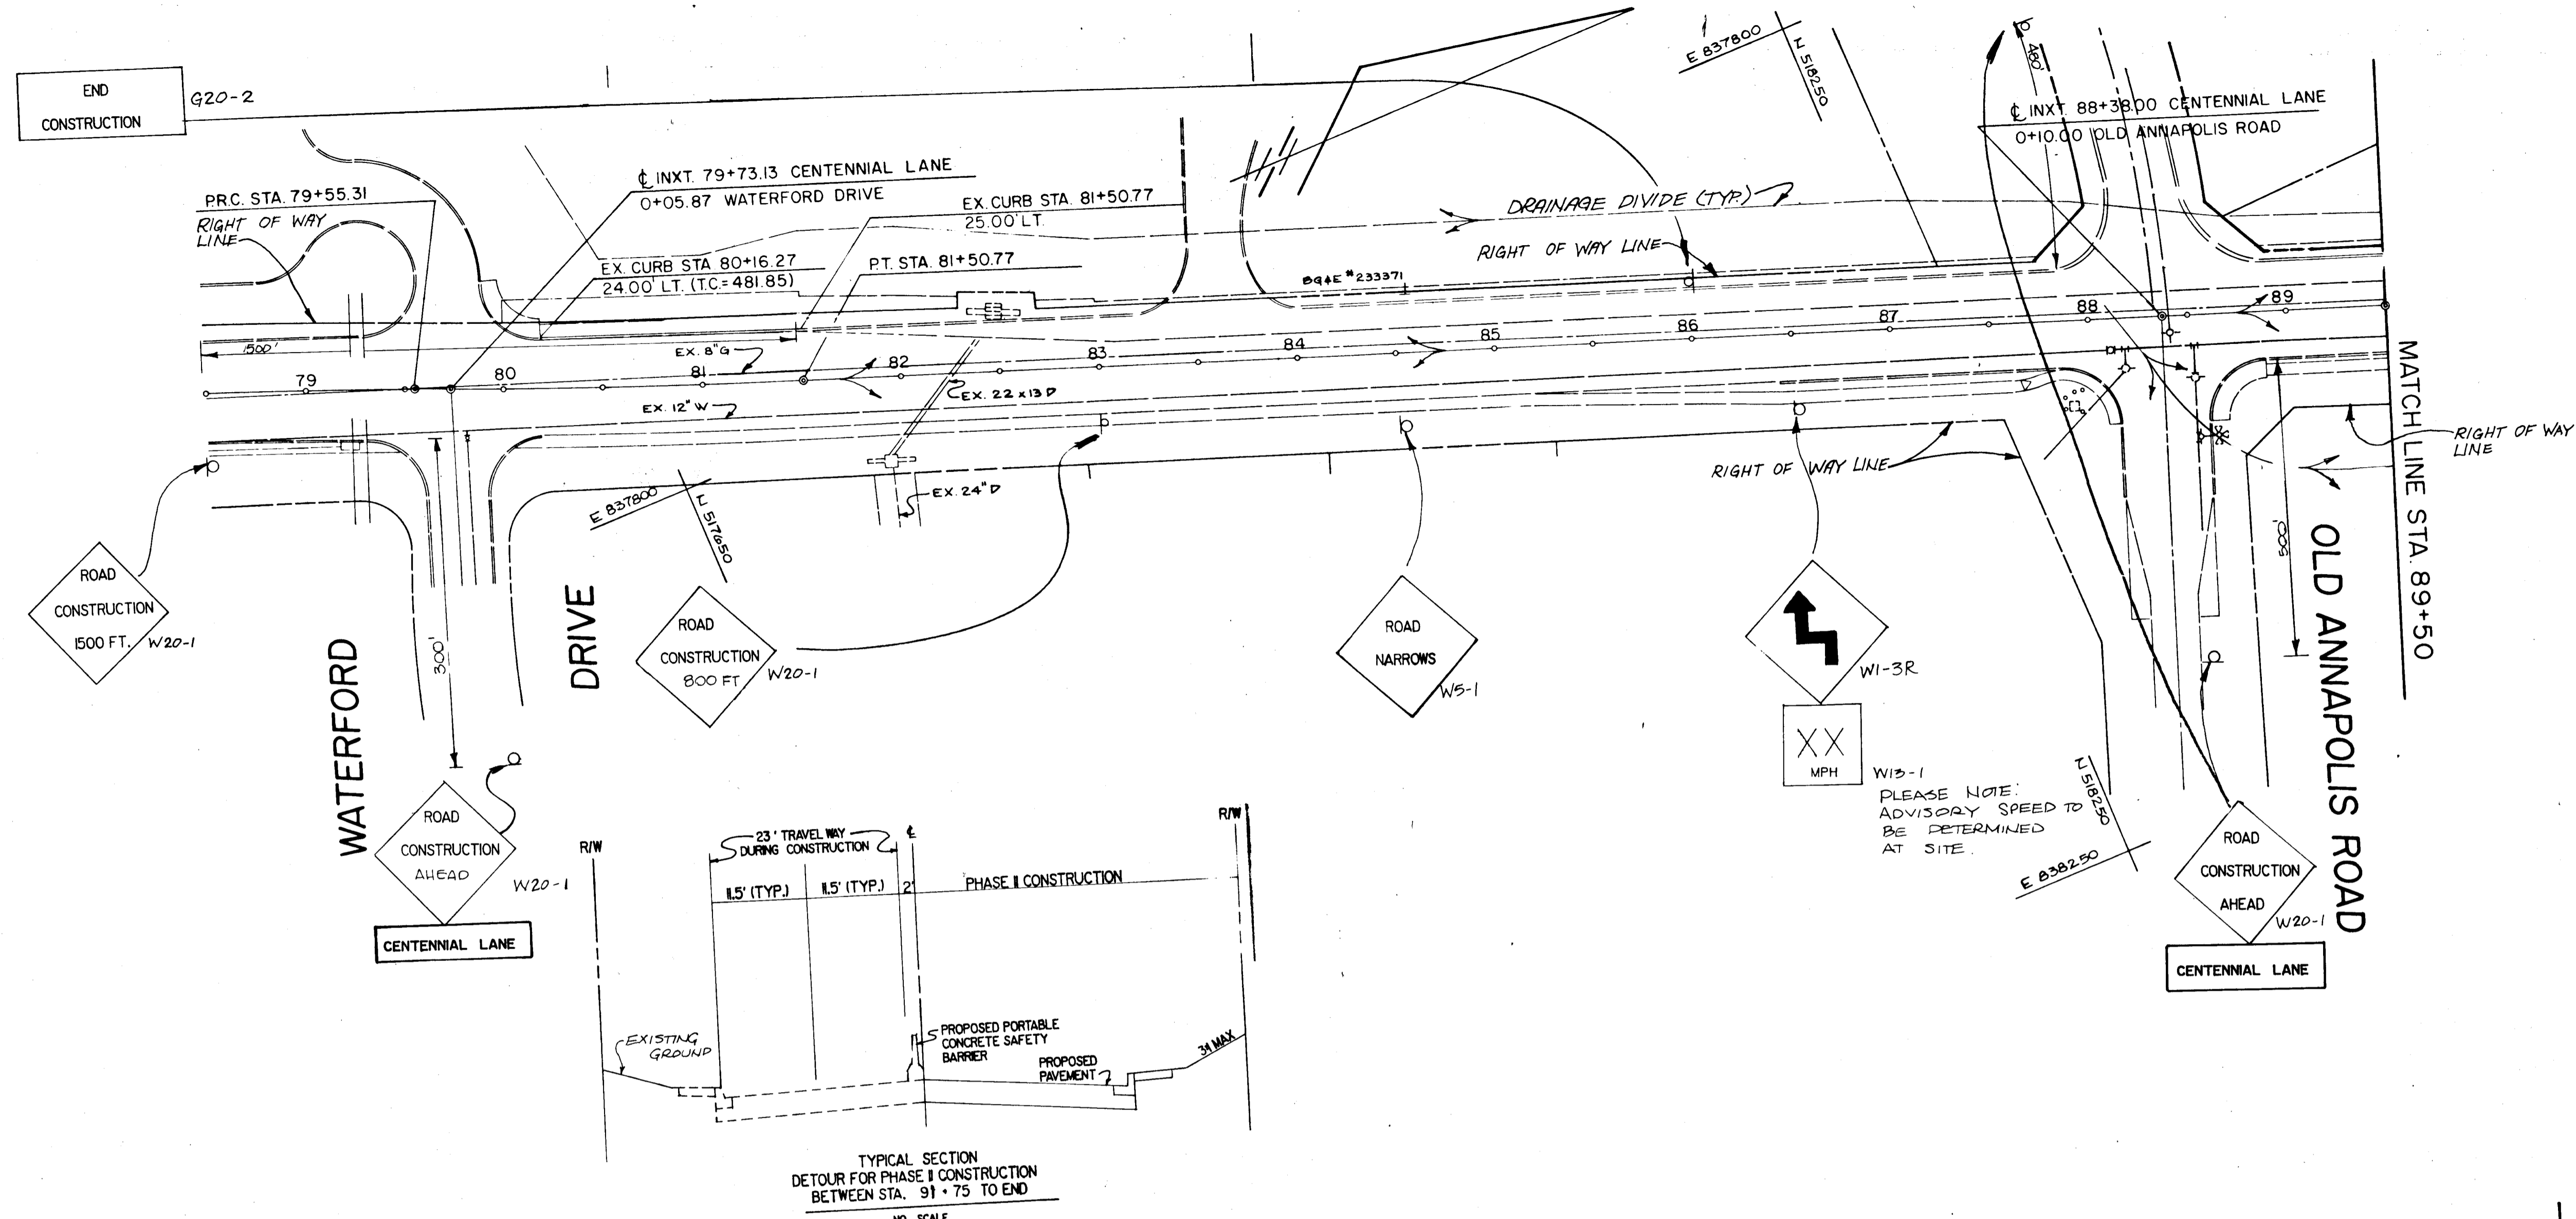 END
CONSTRUCTION
G20-2
P.R.C. STA. 79+55.31
RIGHT OF WAY
LINE
℄ INXT. 79+73.13 CENTENNIAL LANE
0+05.87 WATERFORD DRIVE
EX. CURB STA. 81+50.77
25.00' LT.
EX. CURB STA 80+16.27
24.00' LT. (T.C.=481.85)
P.T. STA. 81+50.77
DRAINAGE DIVIDE (TYP.)
RIGHT OF WAY LINE
BG&E #233371
E 837800
N 518250
480'
℄ INXT. 88+38.00 CENTENNIAL LANE
0+10.00 OLD ANNAPOLIS ROAD
1500'
EX. 8" G
EX. 12" W
EX. 22 x 13 D
EX. 24" D
79
80
81
82
83
84
85
86
87
88
89
MATCH LINE STA. 89+50
RIGHT OF WAY
LINE
RIGHT OF WAY LINE
E 837800
N 517650
ROAD
CONSTRUCTION
1500 FT.
W20-1
WATERFORD
DRIVE
300'
ROAD
CONSTRUCTION
800 FT
W20-1
ROAD
NARROWS
W5-1
W1-3R
XX
MPH
W13-1
PLEASE NOTE:
ADVISORY SPEED TO
BE DETERMINED
AT SITE.
N 518250
E 838250
500'
OLD ANNAPOLIS ROAD
ROAD
CONSTRUCTION
AHEAD
W20-1
CENTENNIAL LANE
ROAD
CONSTRUCTION
AHEAD
W20-1
CENTENNIAL LANE
R/W
23' TRAVEL WAY
DURING CONSTRUCTION
℄
R/W
11.5' (TYP.)
11.5' (TYP.)
2'
PHASE II CONSTRUCTION
EXISTING
GROUND
PROPOSED PORTABLE
CONCRETE SAFETY
BARRIER
PROPOSED
PAVEMENT
3:1 MAX
TYPICAL SECTION
DETOUR FOR PHASE II CONSTRUCTION
BETWEEN STA. 91+75 TO END
NO SCALE